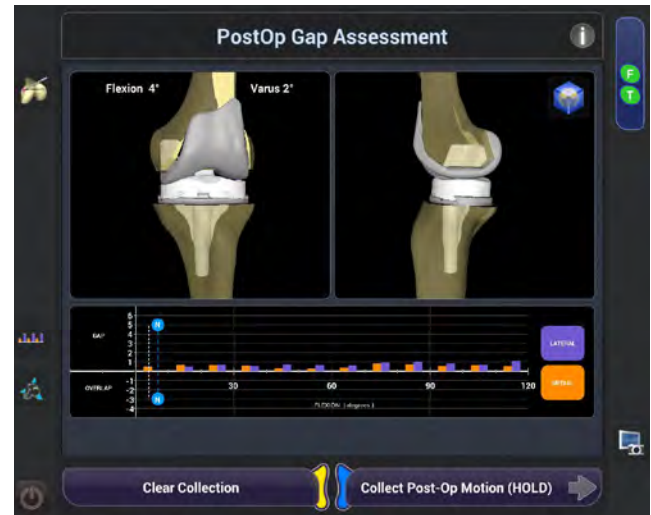 PostOp Gap Assessment
i
F
T
Flexion 4° Varus 2°
GAP
6
5
4
3
2
1
N
LATERAL
OVERLAP
-1
-2
-3
-4
N
30 60 90 120
FLEXION (degrees)
MEDIAL
Clear Collection
Collect Post-Op Motion (HOLD)